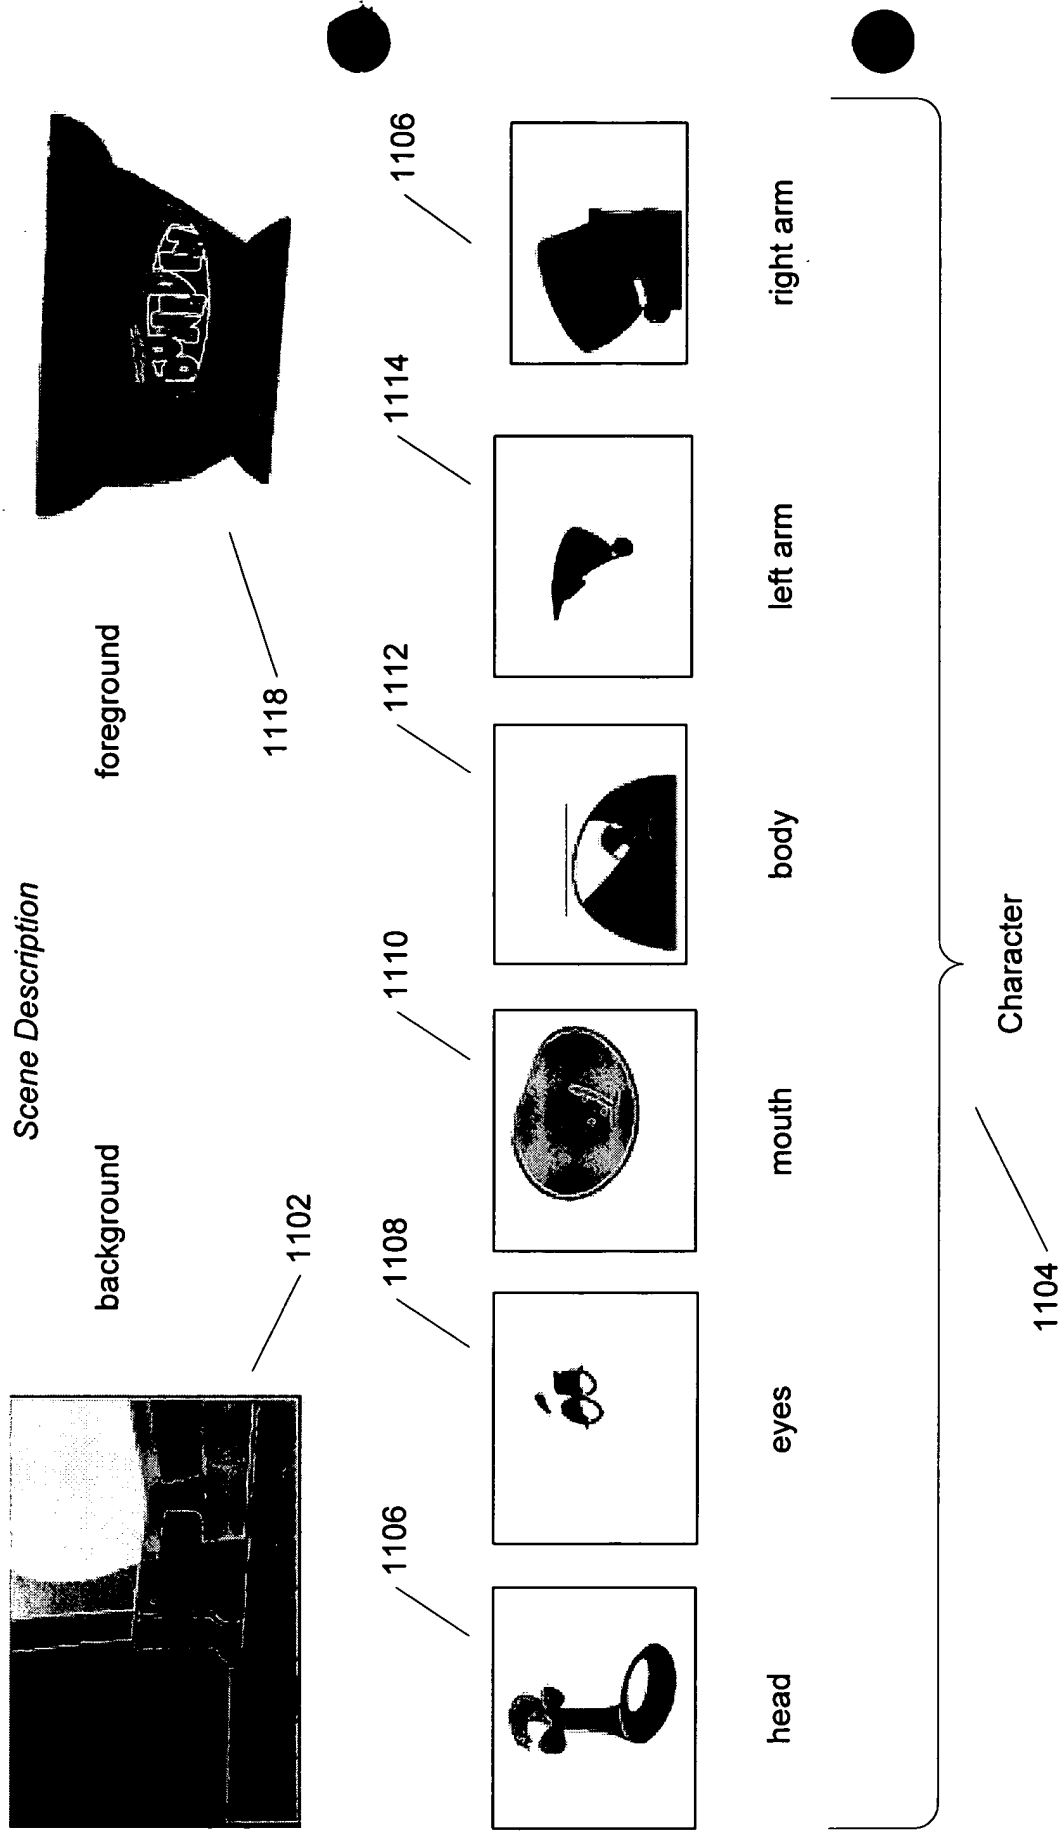 Scene Description
background
foreground
1102
1118
1106
1108
1110
1112
1114
1106
head
eyes
mouth
body
left arm
right arm
Character
1104